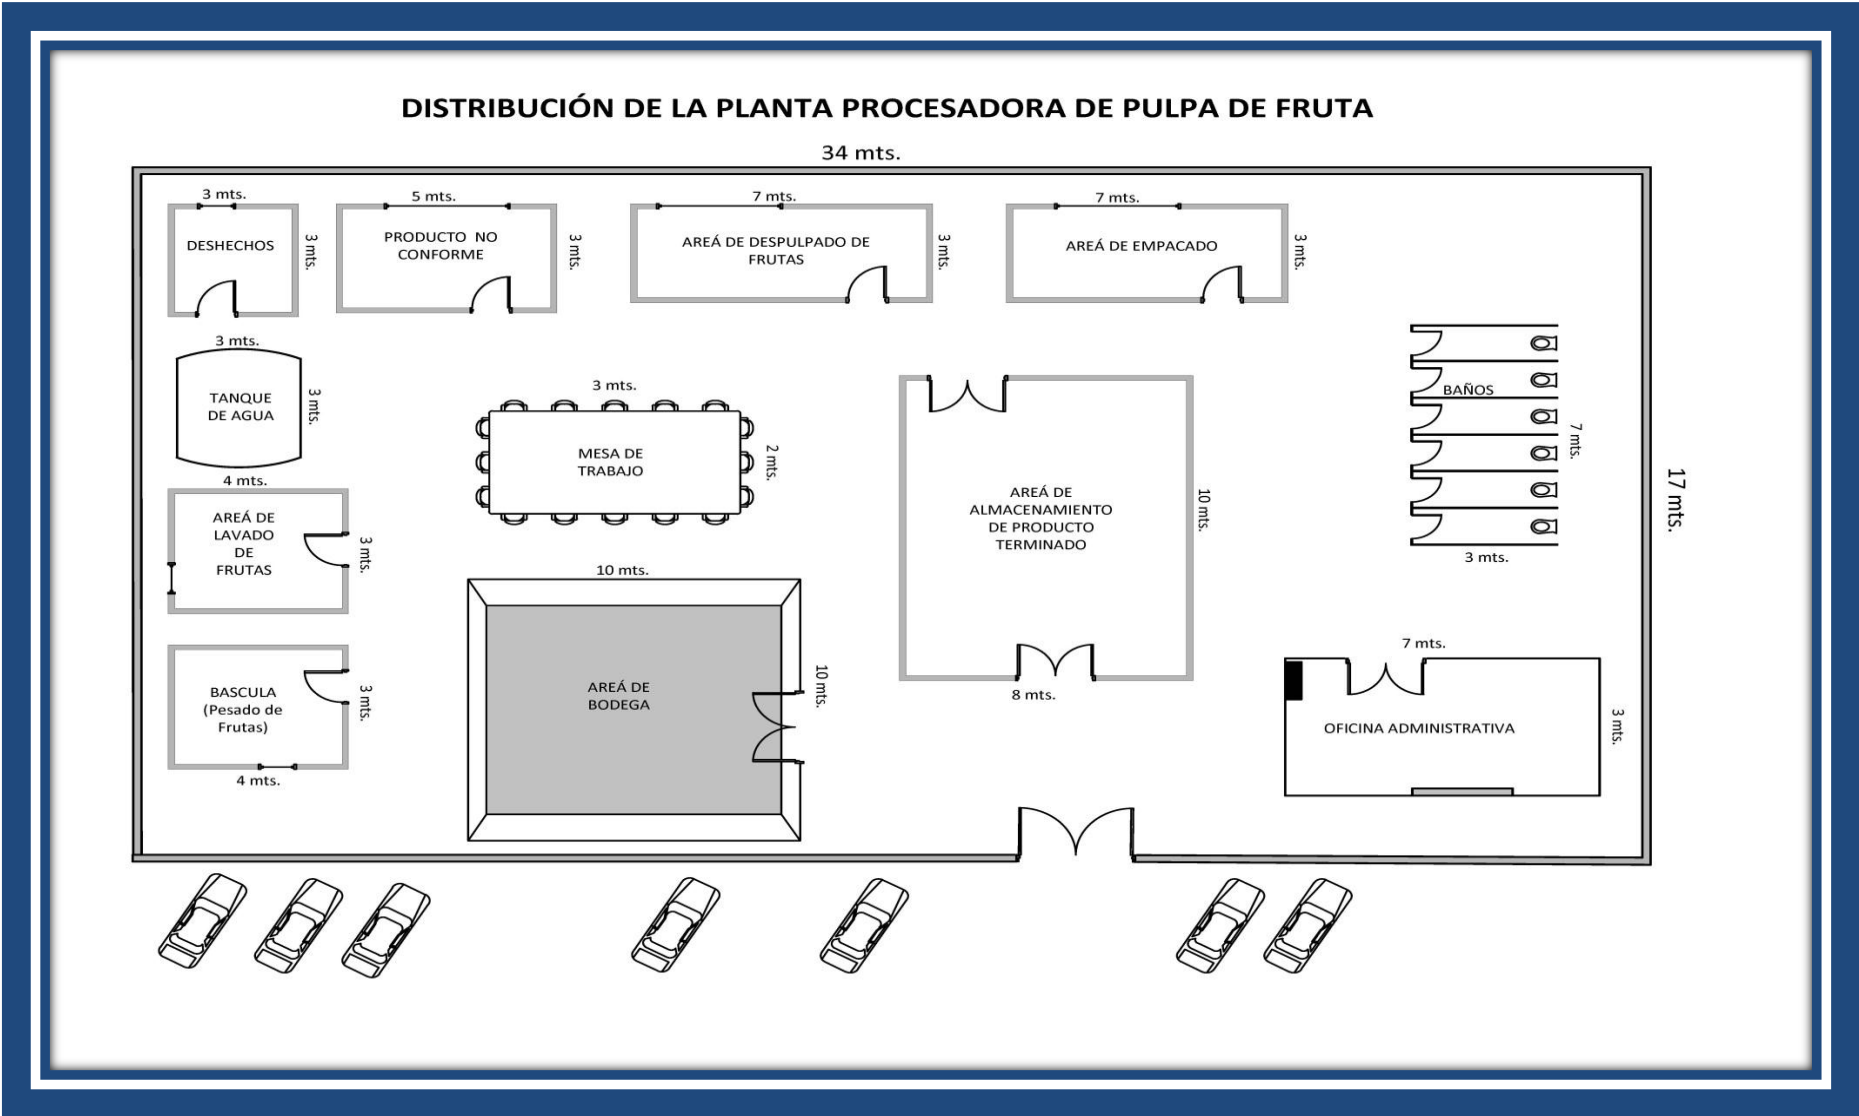 DISTRIBUCIÓN DE LA PLANTA PROCESADORA DE PULPA DE FRUTA
34 mts.
3 mts.
DESHECHOS
3 mts.
5 mts.
PRODUCTO NO
CONFORME
3 mts.
7 mts.
AREÁ DE DESPULPADO DE
FRUTAS
3 mts.
7 mts.
AREÁ DE EMPACADO
3 mts.
3 mts.
TANQUE
DE AGUA
3 mts.
3 mts.
MESA DE
TRABAJO
2 mts.
AREÁ DE
ALMACENAMIENTO
DE PRODUCTO
TERMINADO
10 mts.
8 mts.
BAÑOS
7 mts.
3 mts.
17 mts.
4 mts.
AREÁ DE
LAVADO
DE
FRUTAS
3 mts.
10 mts.
AREÁ DE
BODEGA
10 mts.
BASCULA
(Pesado de
Frutas)
3 mts.
4 mts.
7 mts.
OFICINA ADMINISTRATIVA
3 mts.